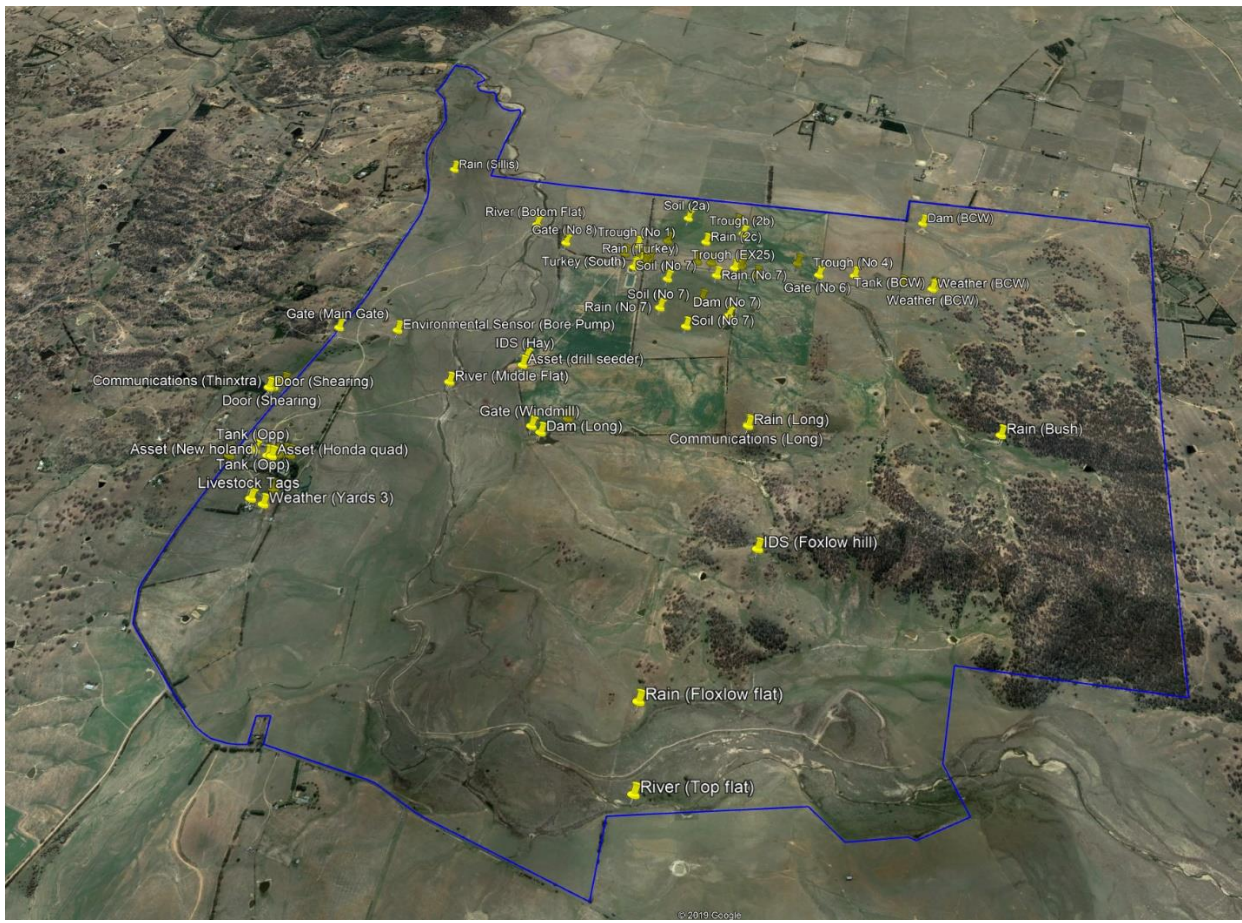 Rain (Sillis)
Soil (2a)
River (Botom Flat)
Trough (2b)
Dam (BCW)
Gate (No 8)
Trough (No 1)
Rain (2c)
Rain (Turkey)
Trough (EX25)
Turkey (South)
Soil (No 7)
Trough (No 4)
Rain (No 7)
Tank (BCW)
Gate (No 6)
Weather (BCW)
Weather (BCW)
Soil (No 7)
Dam (No 7)
Rain (No 7)
Gate (Main Gate)
Soil (No 7)
Environmental Sensor (Bore Pump)
IDS (Hay)
Asset (drill seeder)
Communications (Thinxtra)
Door (Shearing)
River (Middle Flat)
Door (Shearing)
Gate (Windmill)
Dam (Long)
Rain (Long)
Rain (Bush)
Tank (Opp)
Communications (Long)
Asset (New holand)
Asset (Honda quad)
Tank (Opp)
Livestock Tags
Weather (Yards 3)
IDS (Foxlow hill)
Rain (Floxlow flat)
River (Top flat)
© 2019 Google